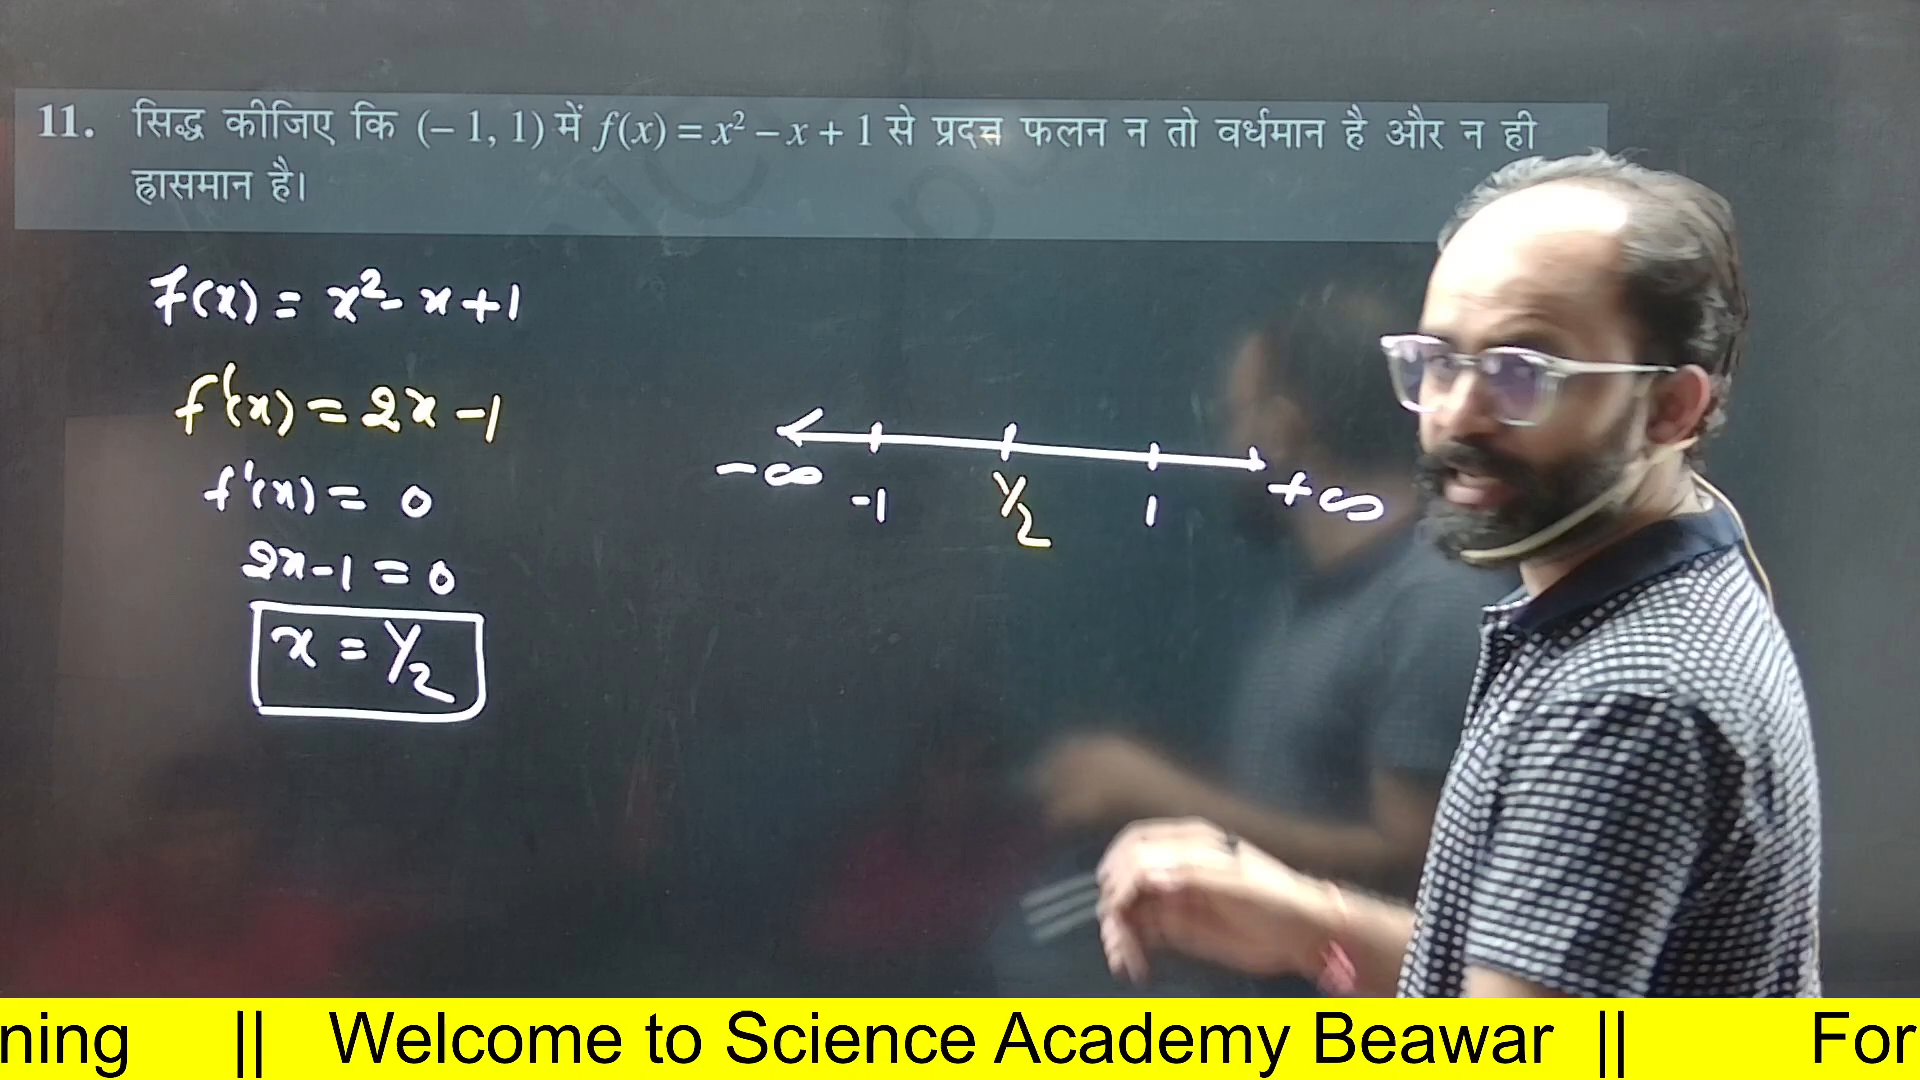 11. सिद्ध कीजिए कि (– 1, 1) में f(x) = x² – x + 1 से प्रदत्त फलन न तो वर्धमान है और न ही
ह्रासमान है।
f(x) = x² - x + 1
f'(x) = 2x - 1
f'(x) = 0
2x - 1 = 0
x = 1/2
-∞ -1 1/2 1 +∞
ning || Welcome to Science Academy Beawar || For